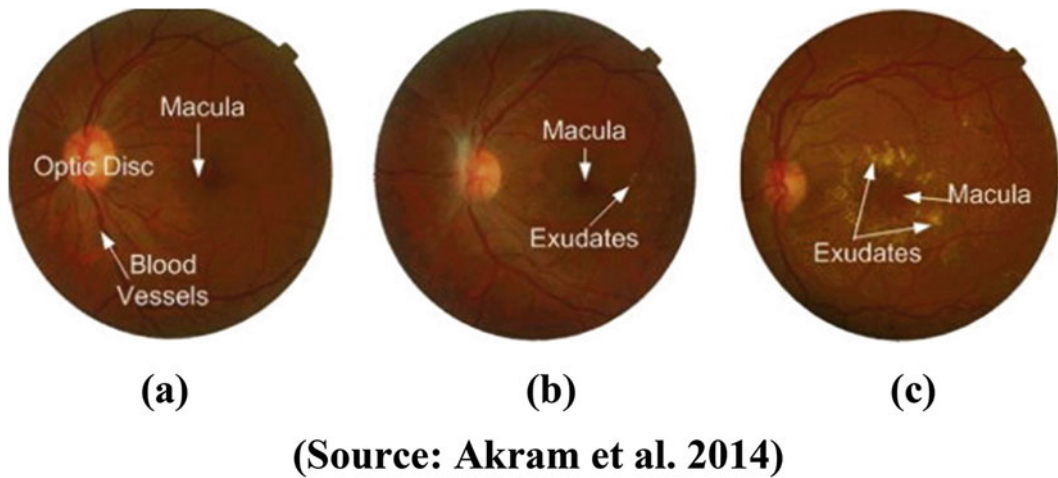 Macula
Optic Disc
Blood
Vessels
Macula
Exudates
Macula
Exudates
(a)
(b)
(c)
(Source: Akram et al. 2014)